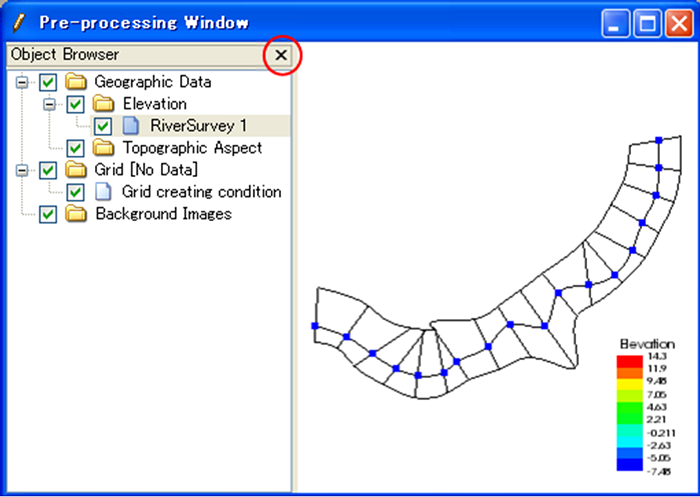 Pre-processing Window
Object Browser
Geographic Data
Elevation
RiverSurvey 1
Topographic Aspect
Grid [No Data]
Grid creating condition
Background Images
Elevation
14.3
11.9
9.48
7.05
4.63
2.21
-0.211
-2.63
-5.05
-7.48